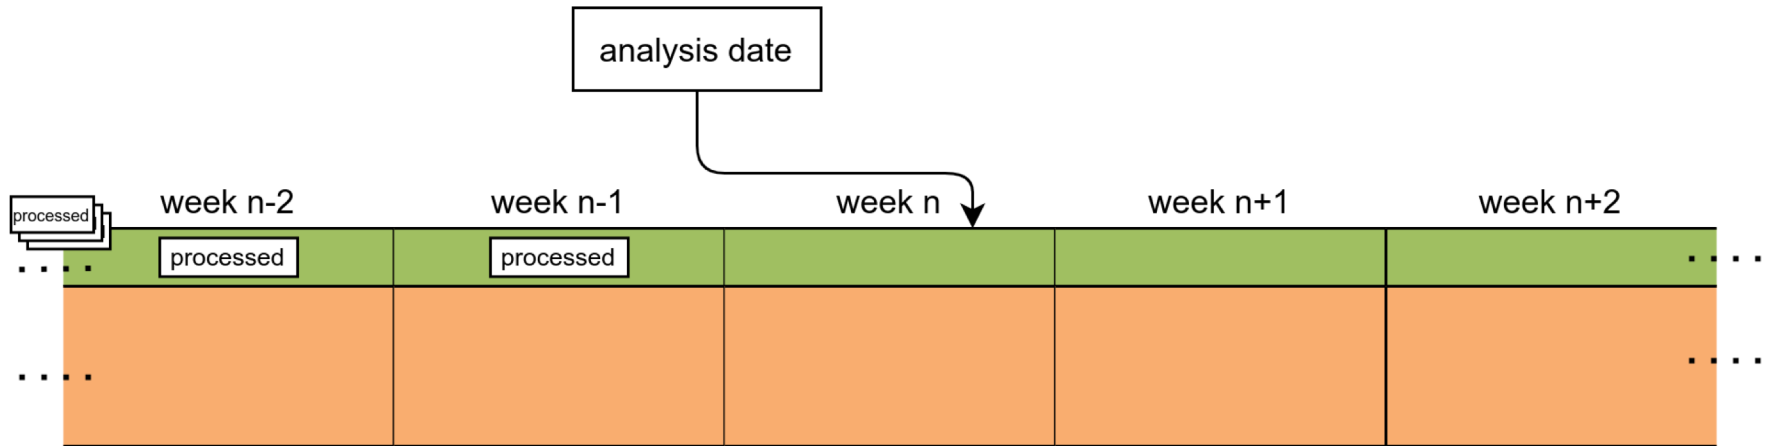 analysis date
week n-2
week n-1
week n
week n+1
week n+2
processed
processed
processed